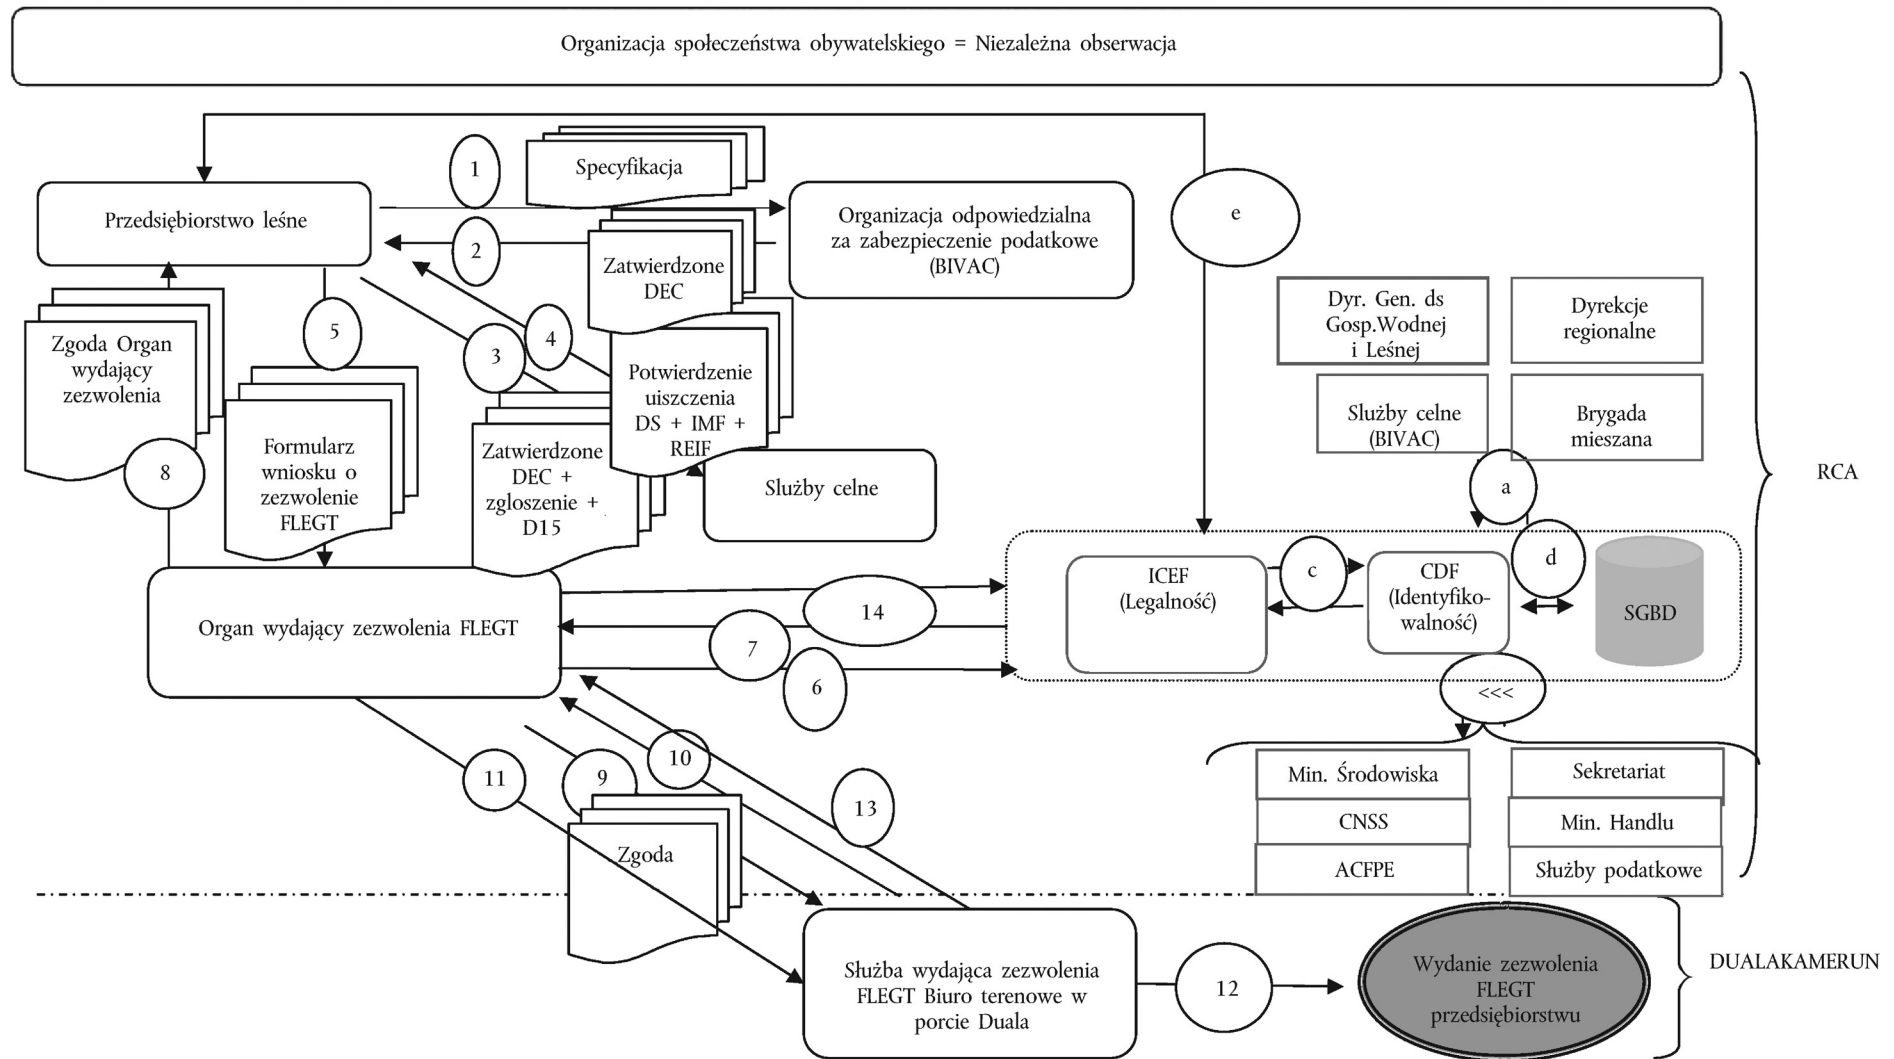 Organizacja społeczeństwa obywatelskiego = Niezależna obserwacja
1
Specyfikacja
Przedsiębiorstwo leśne
Organizacja odpowiedzialna
za zabezpieczenie podatkowe
(BIVAC)
e
2
Zatwierdzone
DEC
Dyr. Gen. ds
Gosp.Wodnej
i Leśnej
Dyrekcje
regionalne
Zgoda Organ
wydający
zezwolenia
5
3
4
Potwierdzenie
uiszczenia
DS + IMF +
REIF
Służby celne
(BIVAC)
Brygada
mieszana
8
Formularz
wniosku o
zezwolenie
FLEGT
Zatwierdzone
DEC +
zgloszenie +
D15
Służby celne
a
RCA
ICEF
(Legalność)
c
CDF
(Identyfiko-
walność)
d
SGBD
Organ wydający zezwolenia FLEGT
14
7
6
<<<
11
9
10
13
Zgoda
Min. Środowiska
Sekretariat
CNSS
Min. Handlu
ACFPE
Służby podatkowe
Służba wydająca zezwolenia
FLEGT Biuro terenowe w
porcie Duala
12
Wydanie zezwolenia
FLEGT
przedsiębiorstwu
DUALAKAMERUN